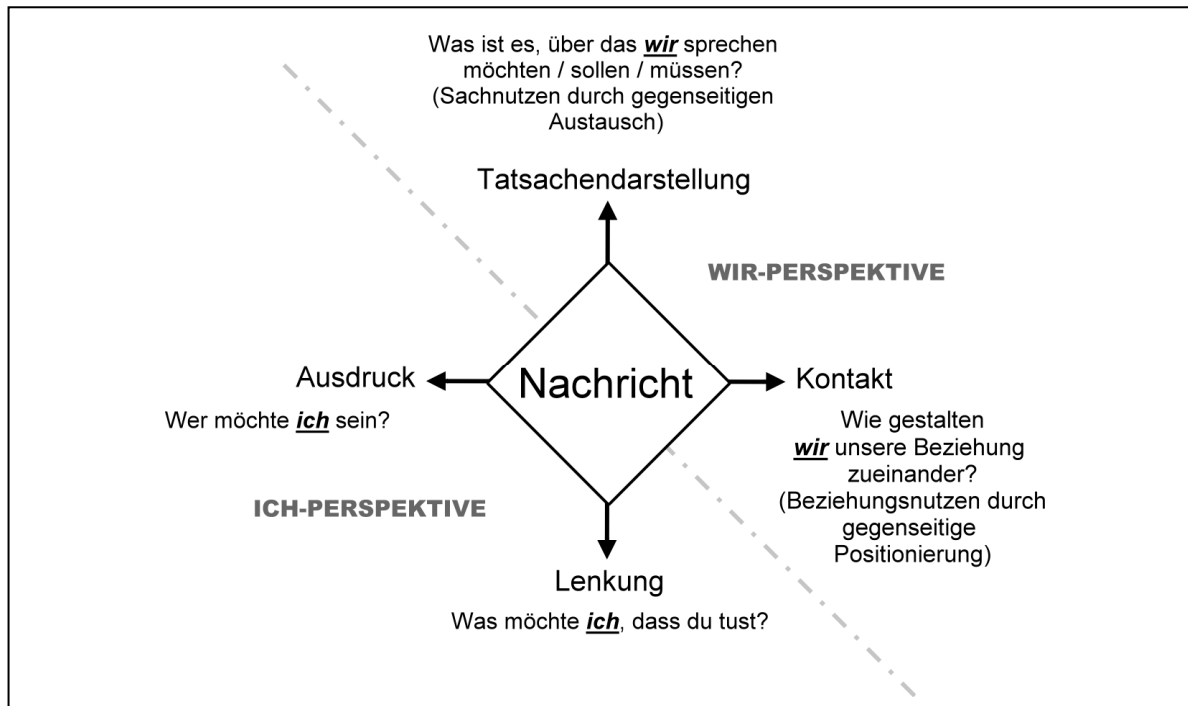 Was ist es, über das wir sprechen
möchten / sollen / müssen?
(Sachnutzen durch gegenseitigen
Austausch)
Tatsachendarstellung
WIR-PERSPEKTIVE
Ausdruck
Nachricht
Kontakt
Wer möchte ich sein?
Wie gestalten
wir unsere Beziehung
zueinander?
(Beziehungsnutzen durch
gegenseitige
Positionierung)
ICH-PERSPEKTIVE
Lenkung
Was möchte ich, dass du tust?